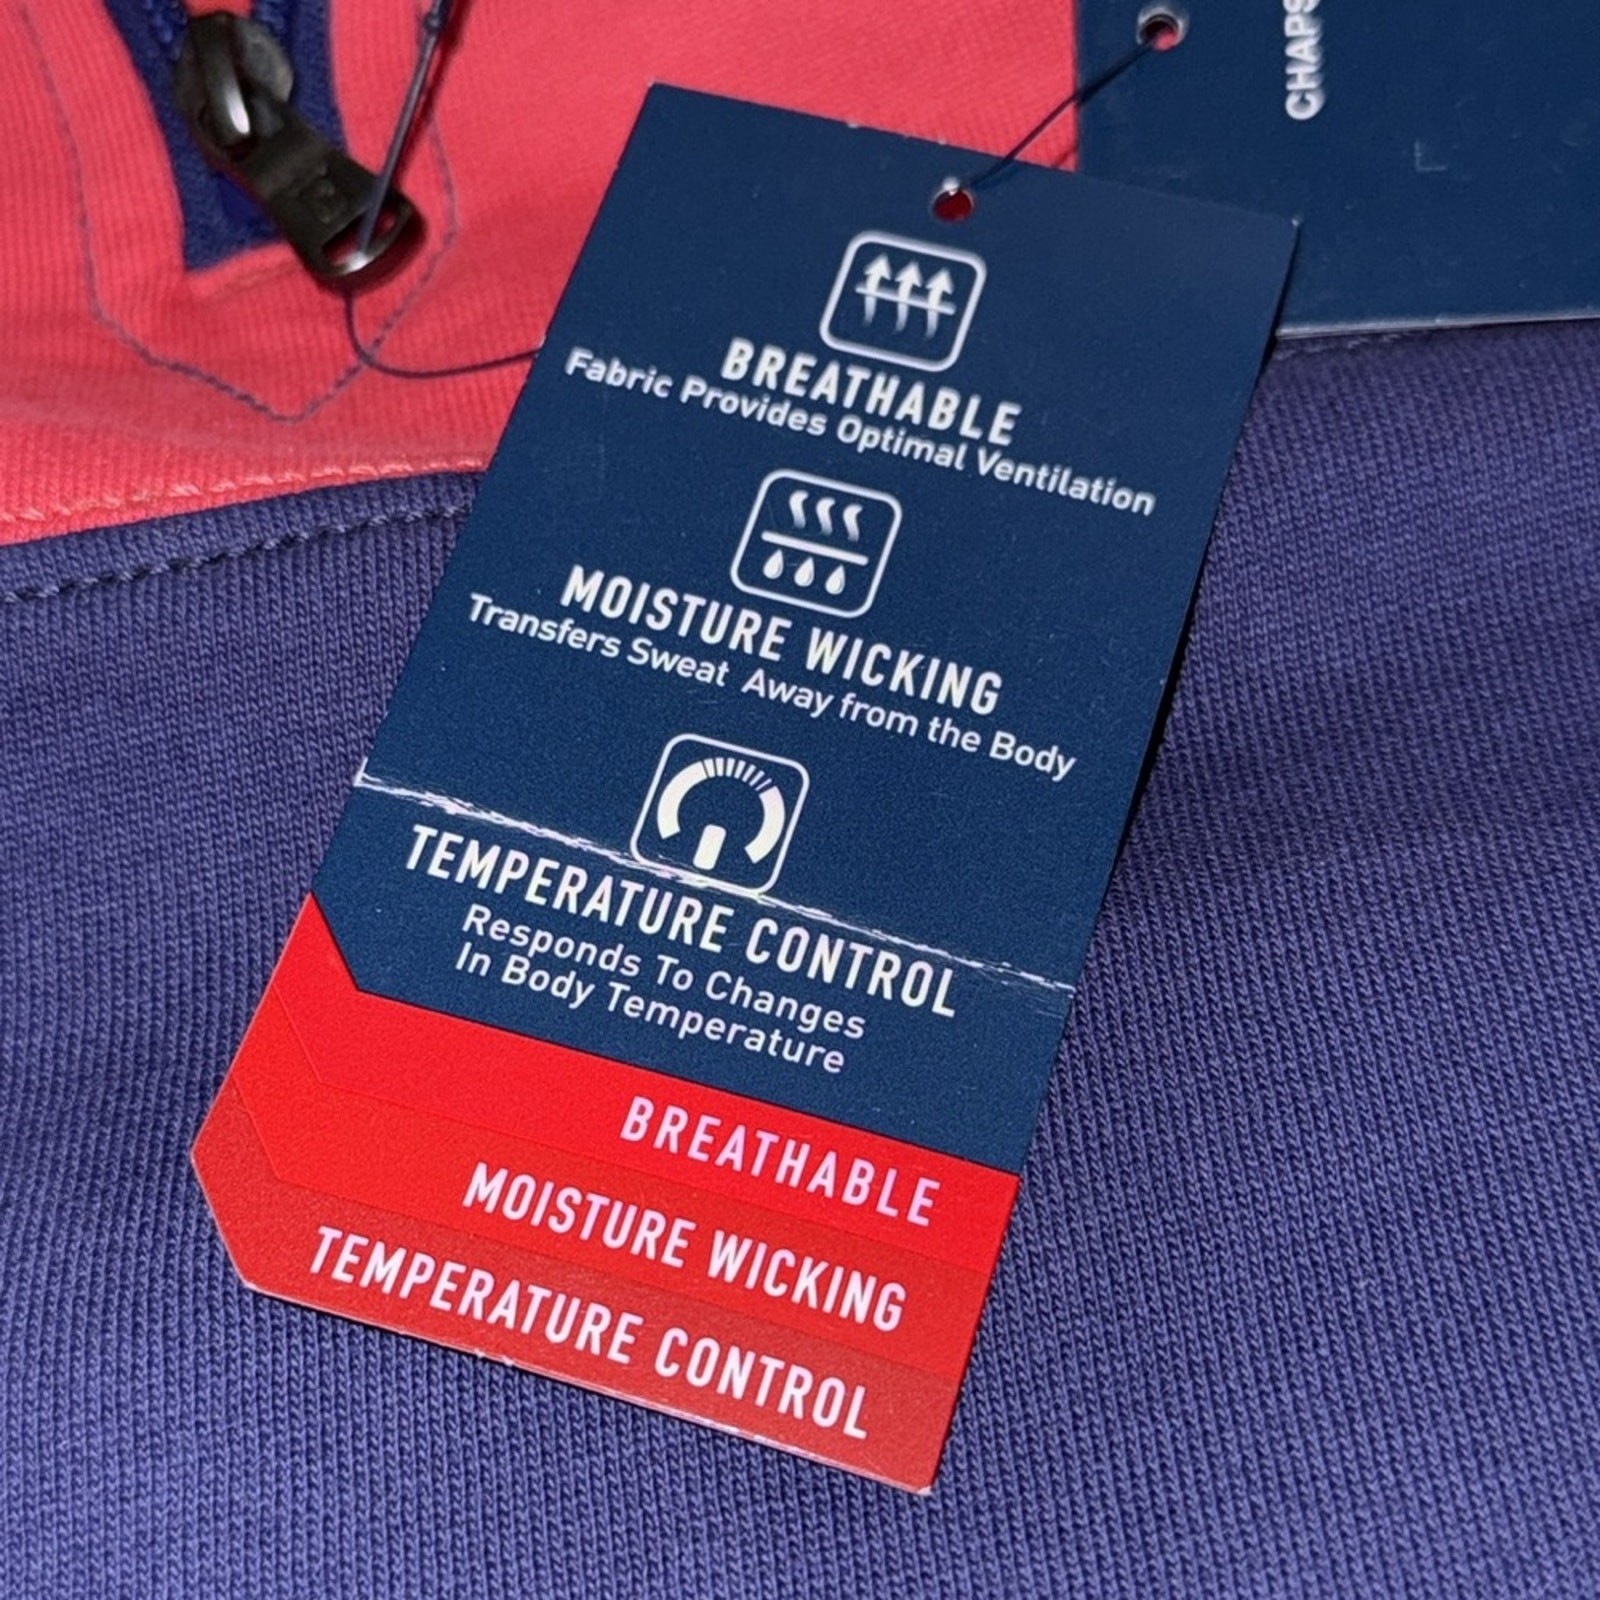 CHAPS
BREATHABLE
Fabric Provides Optimal Ventilation
MOISTURE WICKING
Transfers Sweat Away from the Body
TEMPERATURE CONTROL
Responds To Changes
In Body Temperature
BREATHABLE
MOISTURE WICKING
TEMPERATURE CONTROL